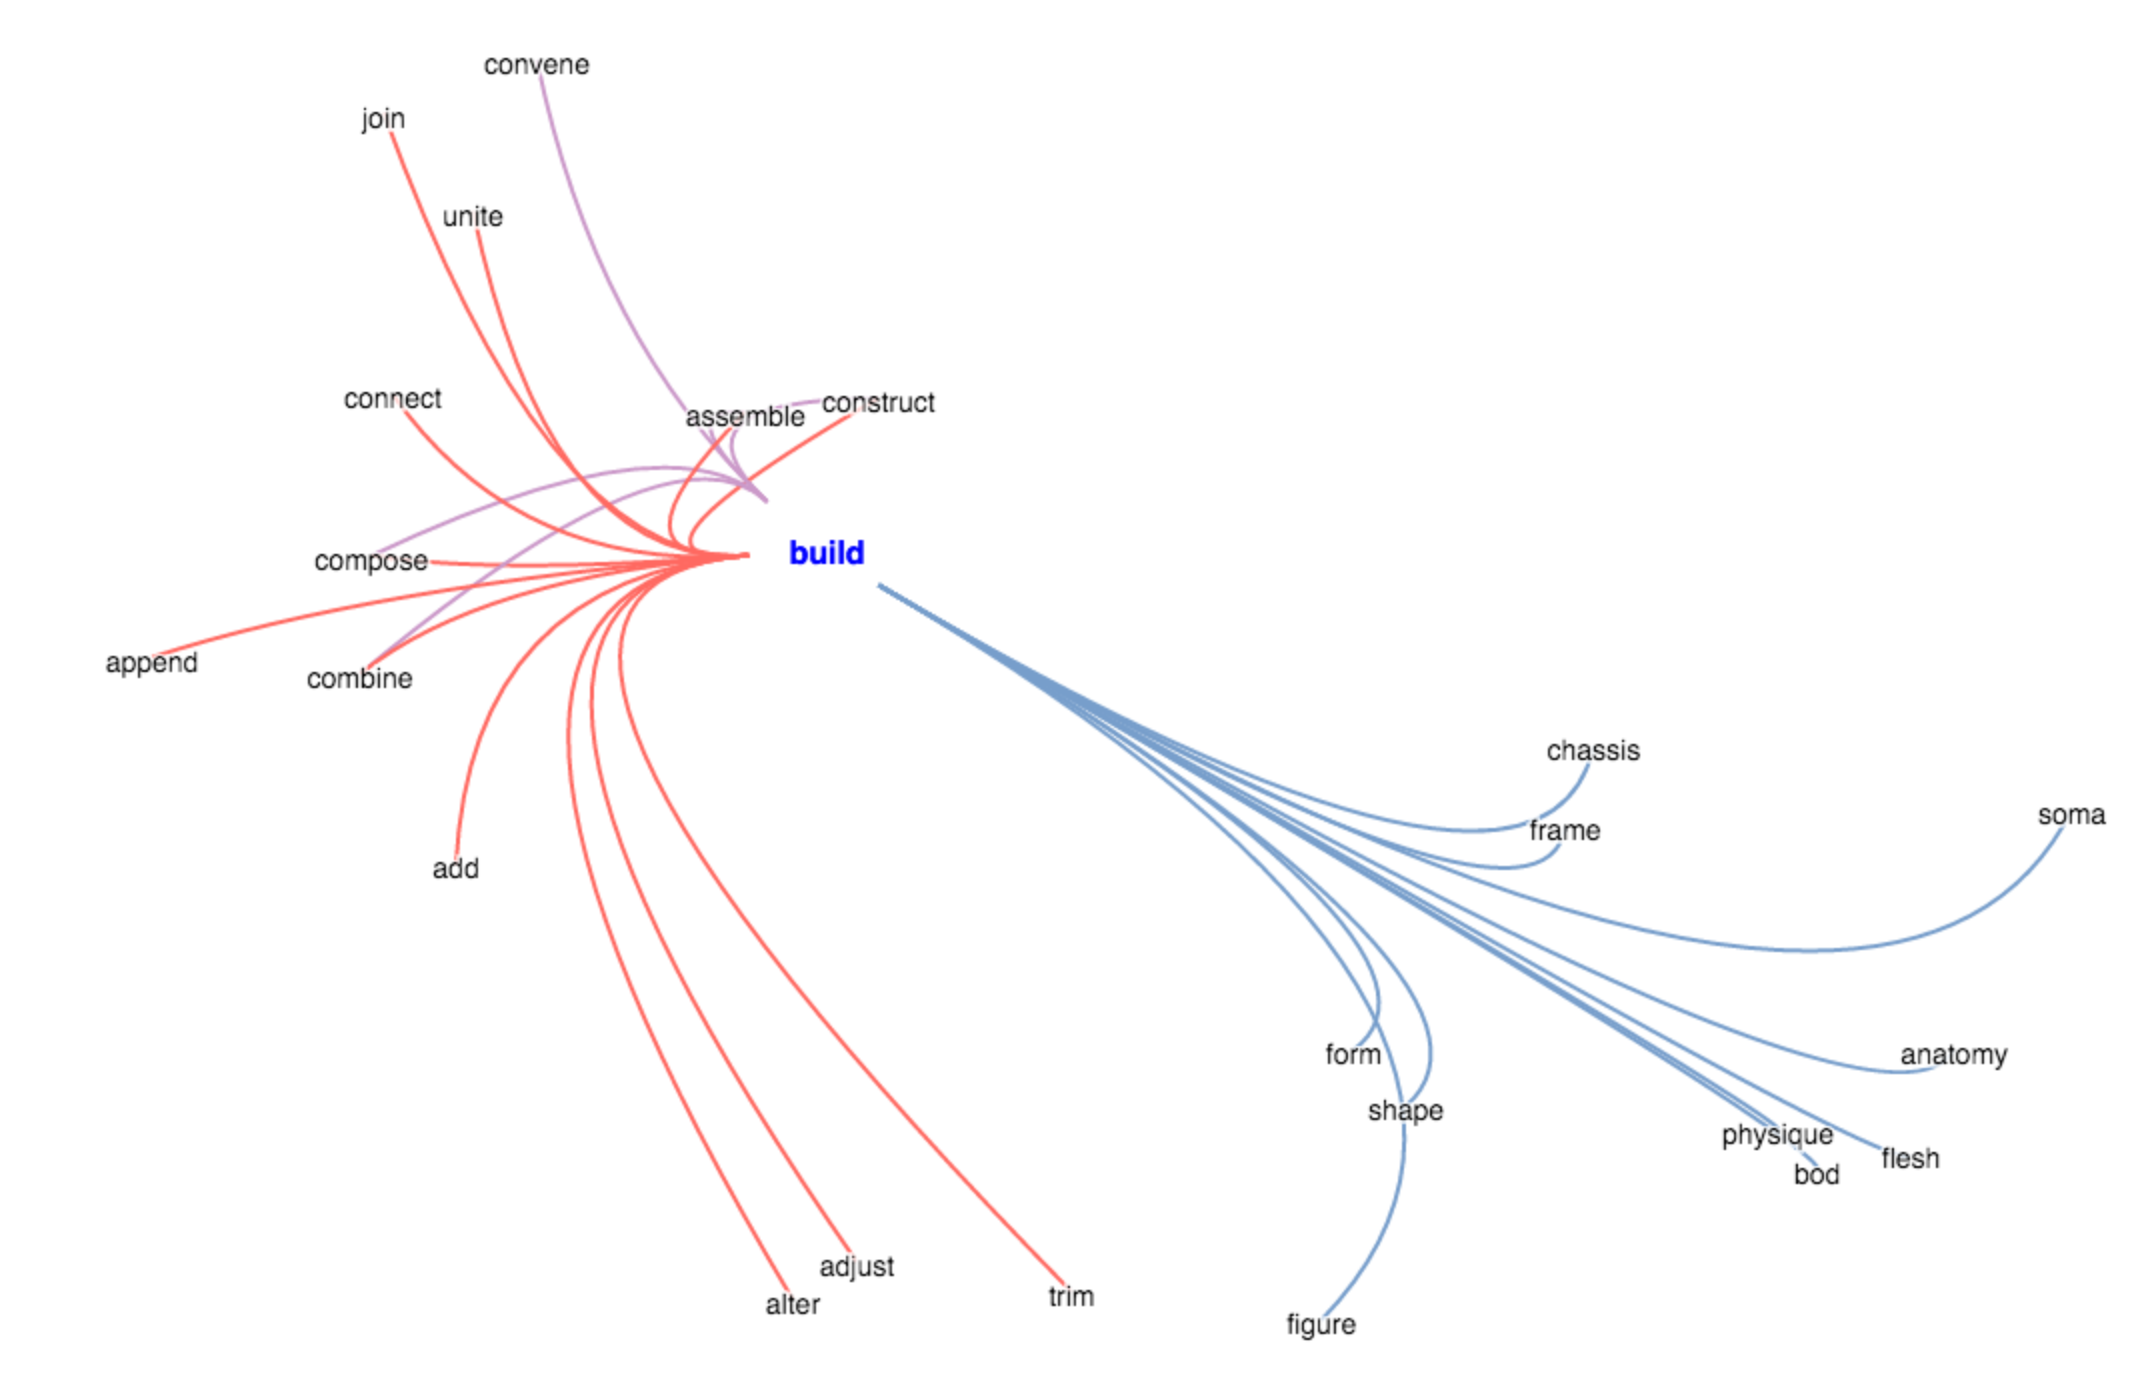 convene
join
unite
connect
assemble
construct
build
compose
append
combine
chassis
soma
frame
add
form
anatomy
shape
physique
flesh
bod
adjust
alter
trim
figure